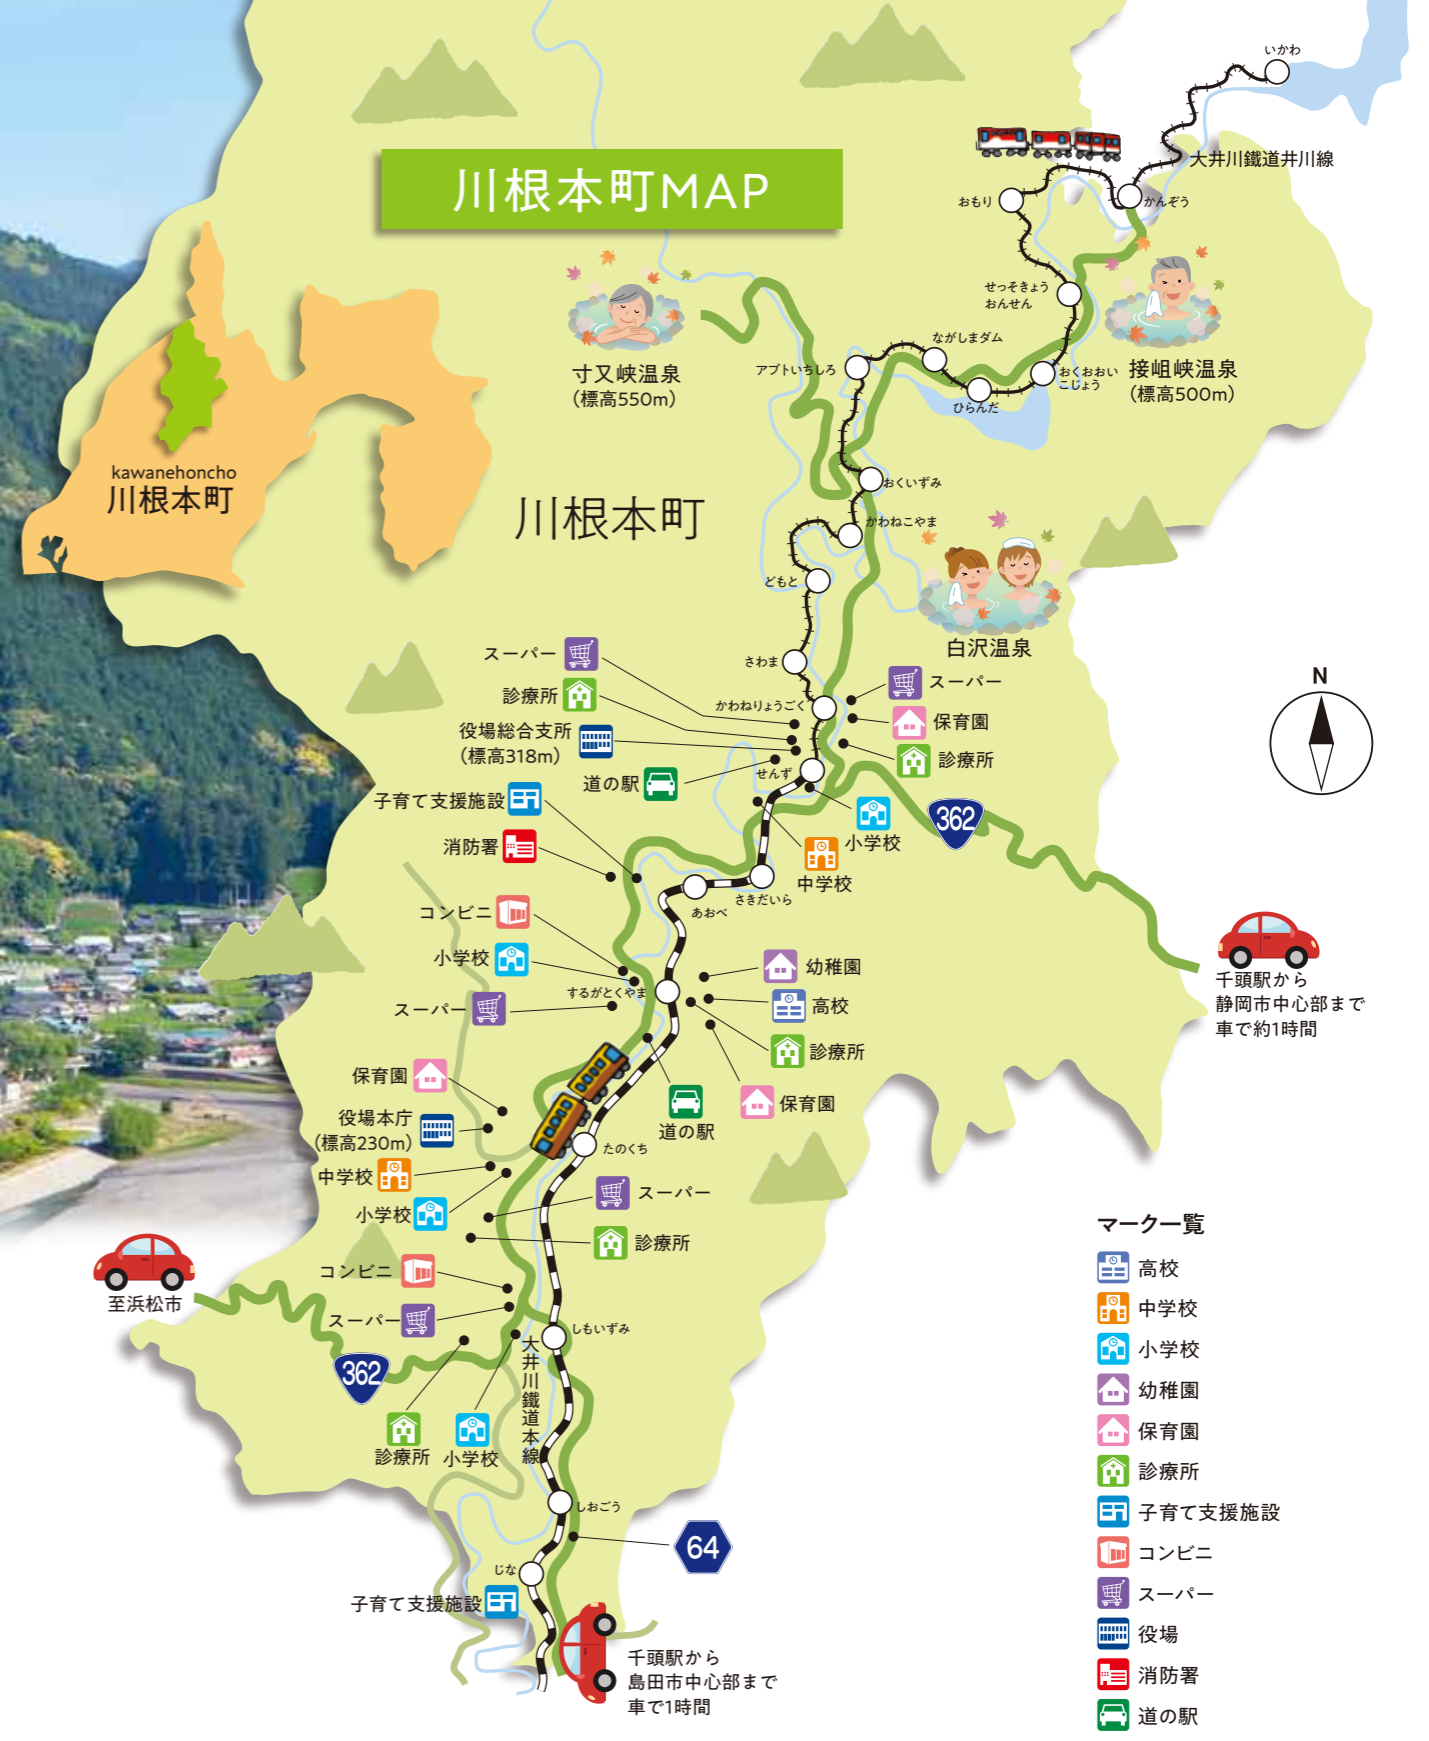 いかわ
大井川鐵道井川線
川根本町MAP
おもり
かんぞう
せっそきょう
おんせん
寸又峡温泉
(標高550m)
アプトいちしろ
ながしまダム
ひらんだ
おくおおい
こじょう
接岨峡温泉
(標高500m)
kawanehoncho
川根本町
川根本町
おくいずみ
かわねこやま
どもと
白沢温泉
さわま
かわねりょうごく
せんず
スーパー
診療所
役場総合支所
(標高318m)
道の駅
スーパー
保育園
診療所
N
子育て支援施設
消防署
小学校
中学校
362
さきだいら
あおべ
コンビニ
小学校
スーパー
するがとくやま
幼稚園
高校
診療所
保育園
道の駅
千頭駅から
静岡市中心部まで
車で約1時間
保育園
役場本庁
(標高230m)
中学校
小学校
たのくち
スーパー
診療所
コンビニ
スーパー
至浜松市
362
しもいずみ
大井川鐵道本線
診療所
小学校
しおごう
64
じな
子育て支援施設
千頭駅から
島田市中心部まで
車で1時間
マーク一覧
高校
中学校
小学校
幼稚園
保育園
診療所
子育て支援施設
コンビニ
スーパー
役場
消防署
道の駅